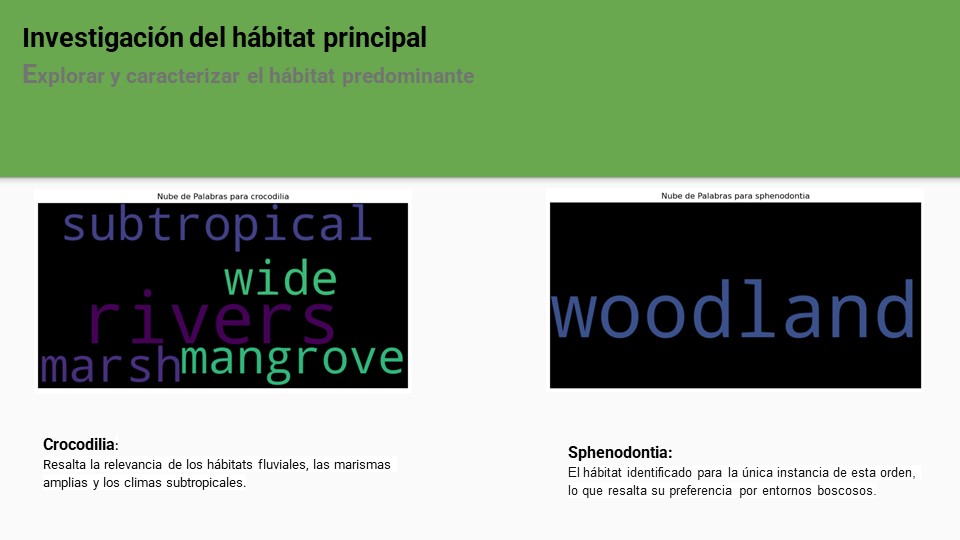 Investigación del hábitat principal
Explorar y caracterizar el hábitat predominante
Nube de Palabras para crocodilia
subtropical
wide
rivers
marsh
mangrove
Nube de Palabras para sphenodontia
woodland
Crocodilia:
Resalta la relevancia de los hábitats fluviales, las marismas
amplias y los climas subtropicales.
Sphenodontia:
El hábitat identificado para la única instancia de esta orden,
lo que resalta su preferencia por entornos boscosos.